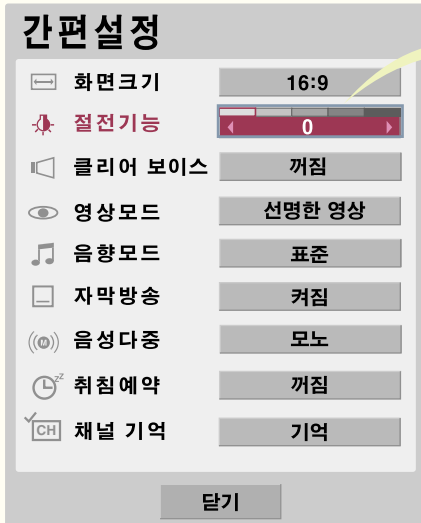 간편설정
화면크기 16:9
절전기능 0
클리어 보이스 꺼짐
영상모드 선명한 영상
음향모드 표준
자막방송 켜짐
음성다중 모노
취침예약 꺼짐
CH 채널 기억 기억
닫기